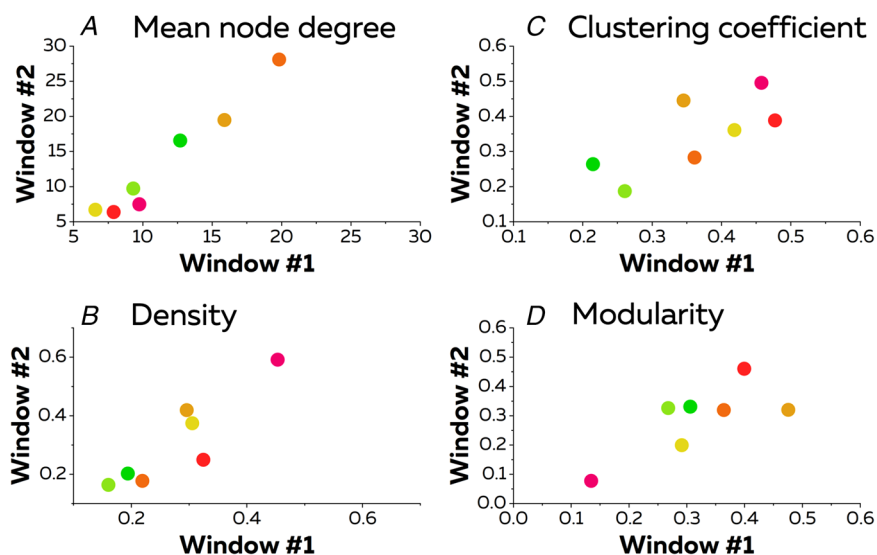 A Mean node degree
30
25
20
15
10
5
5 10 15 20 25 30
Window #2
Window #1
C Clustering coefficient
0.6
0.5
0.4
0.3
0.2
0.1
0.1 0.2 0.3 0.4 0.5 0.6
Window #2
Window #1
B Density
0.6
0.4
0.2
0.2 0.4 0.6
Window #2
Window #1
D Modularity
0.6
0.5
0.4
0.3
0.2
0.1
0.0
0.0 0.1 0.2 0.3 0.4 0.5 0.6
Window #2
Window #1